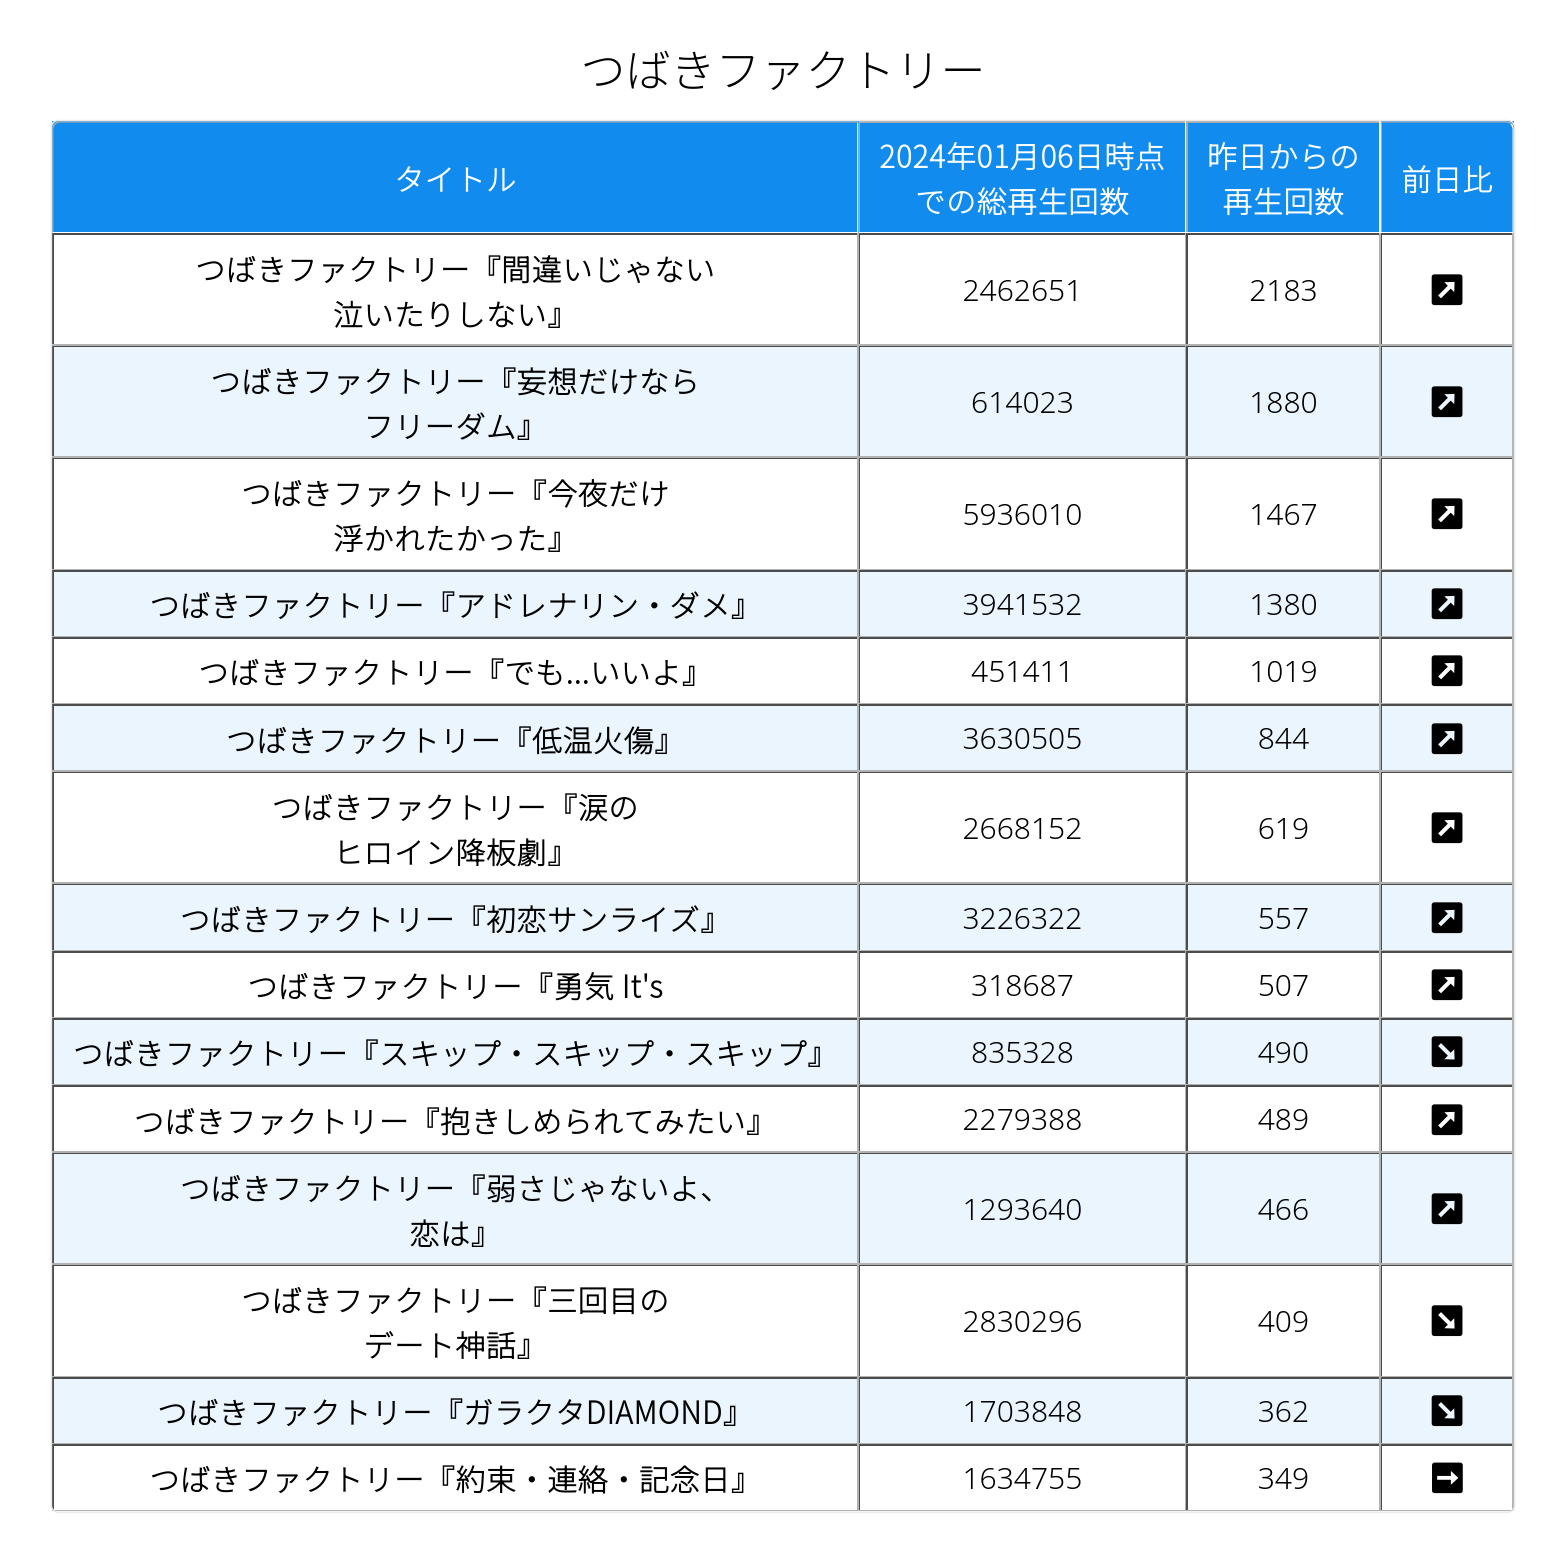 つばきファクトリー
タイトル
2024年01月06日時点
での総再生回数
昨日からの
再生回数
前日比
つばきファクトリー『間違いじゃない
泣いたりしない』
2462651
2183
つばきファクトリー『妄想だけなら
フリーダム』
614023
1880
つばきファクトリー『今夜だけ
浮かれたかった』
5936010
1467
つばきファクトリー『アドレナリン・ダメ』
3941532
1380
つばきファクトリー『でも...いいよ』
451411
1019
つばきファクトリー『低温火傷』
3630505
844
つばきファクトリー『涙の
ヒロイン降板劇』
2668152
619
つばきファクトリー『初恋サンライズ』
3226322
557
つばきファクトリー『勇気 It's
318687
507
つばきファクトリー『スキップ・スキップ・スキップ』
835328
490
つばきファクトリー『抱きしめられてみたい』
2279388
489
つばきファクトリー『弱さじゃないよ、
恋は』
1293640
466
つばきファクトリー『三回目の
デート神話』
2830296
409
つばきファクトリー『ガラクタDIAMOND』
1703848
362
つばきファクトリー『約束・連絡・記念日』
1634755
349